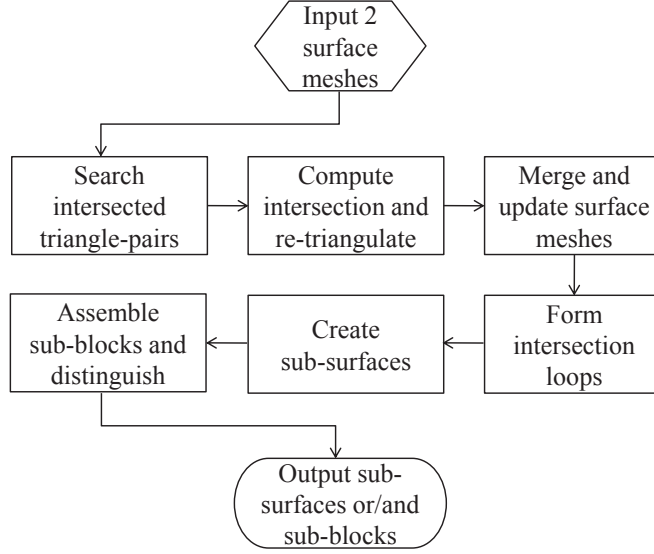 Input 2
surface
meshes
Search
intersected
triangle-pairs
Compute
intersection and
re-triangulate
Merge and
update surface
meshes
Form
intersection
loops
Create
sub-surfaces
Assemble
sub-blocks and
distinguish
Output sub-
surfaces or/and
sub-blocks